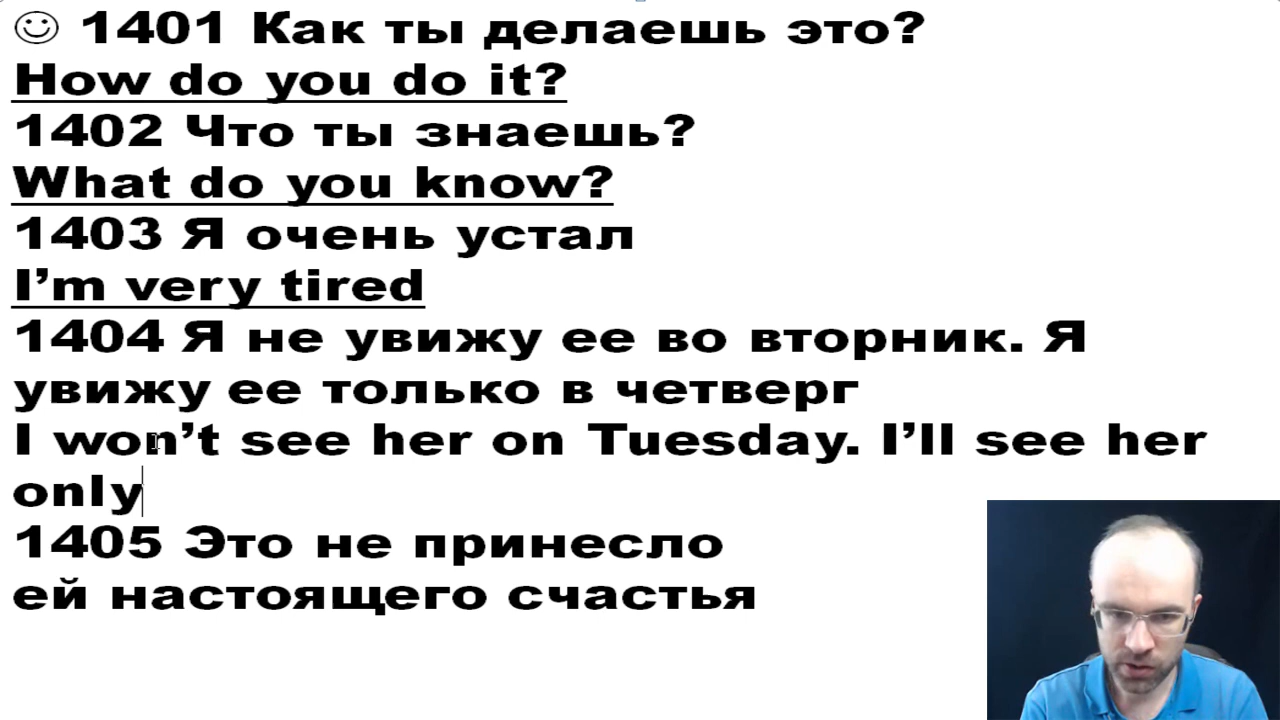 ☺ 1401 Как ты делаешь это?
How do you do it?
1402 Что ты знаешь?
What do you know?
1403 Я очень устал
I’m very tired
1404 Я не увижу ее во вторник. Я
увижу ее только в четверг
I won’t see her on Tuesday. I’ll see her
only
1405 Это не принесло
ей настоящего счастья